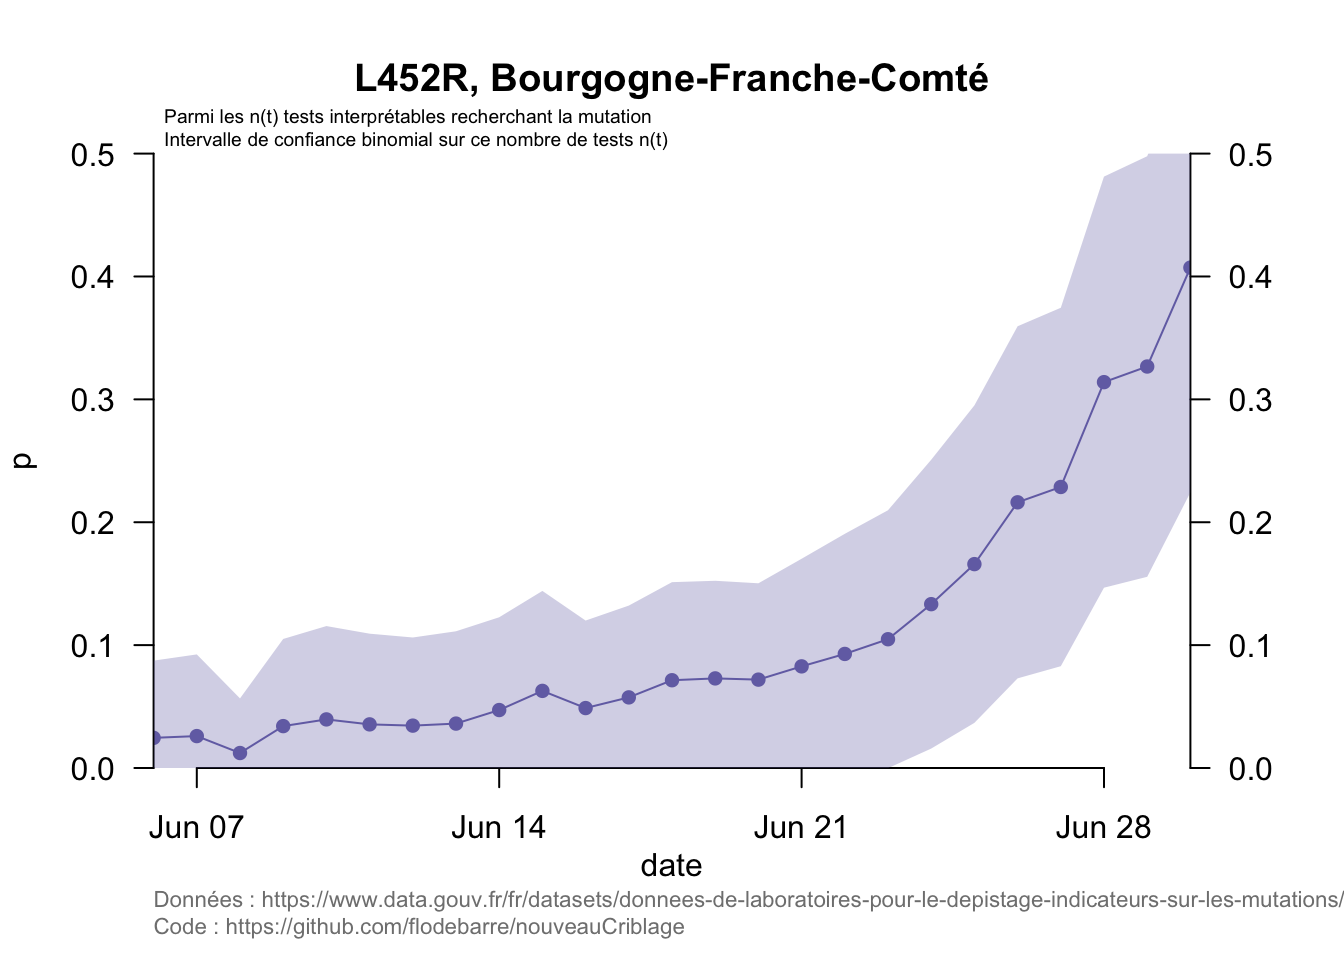 L452R, Bourgogne-Franche-Comté
Parmi les n(t) tests interprétables recherchant la mutation
Intervalle de confiance binomial sur ce nombre de tests n(t)
0.5 0.5
0.4 0.4
0.3 0.3
p
0.2 0.2
0.1 0.1
0.0 0.0
Jun 07 Jun 14 Jun 21 Jun 28
date
Données : https://www.data.gouv.fr/fr/datasets/donnees-de-laboratoires-pour-le-depistage-indicateurs-sur-les-mutations/
Code : https://github.com/flodebarre/nouveauCriblage